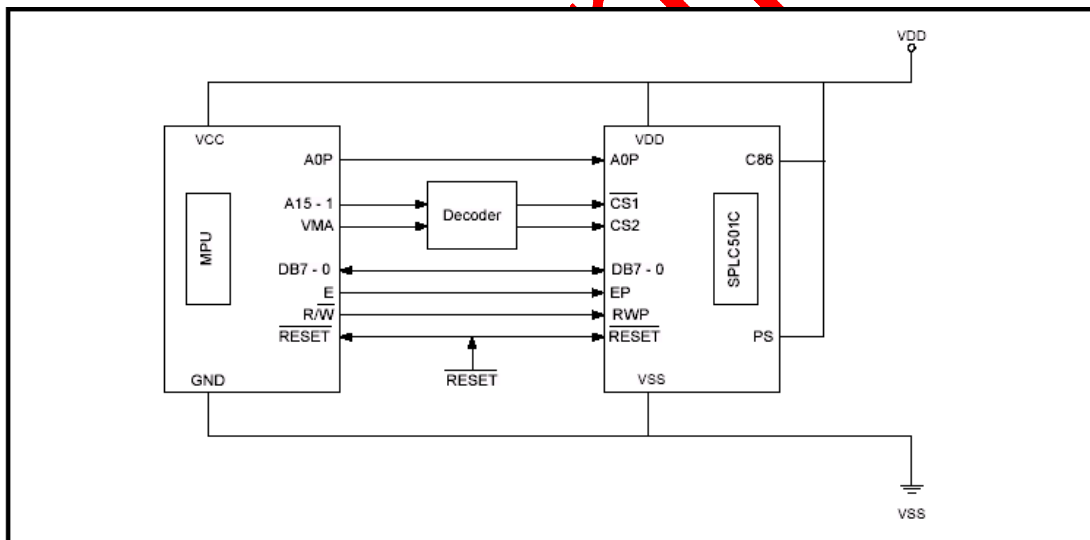 VDD
VCC
VDD
A0P
A0P
C86
A15 - 1
CS1
VMA
Decoder
CS2
MPU
SPLC501C
DB7 - 0
DB7 - 0
E
EP
R/W
RWP
RESET
RESET
PS
RESET
GND
VSS
VSS